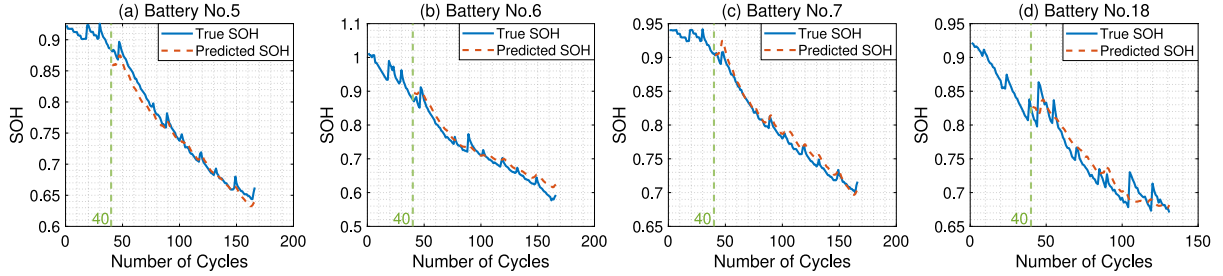 (a) Battery No.5
True SOH
Predicted SOH
0.9
0.85
0.8
0.75
0.7
0.65
0.6
SOH
40
0 50 100 150 200
Number of Cycles
(b) Battery No.6
True SOH
Predicted SOH
1.1
1
0.9
0.8
0.7
0.6
0.5
SOH
40
0 50 100 150 200
Number of Cycles
(c) Battery No.7
True SOH
Predicted SOH
0.95
0.9
0.85
0.8
0.75
0.7
0.65
SOH
40
0 50 100 150 200
Number of Cycles
(d) Battery No.18
True SOH
Predicted SOH
0.95
0.9
0.85
0.8
0.75
0.7
0.65
SOH
40
0 50 100 150
Number of Cycles